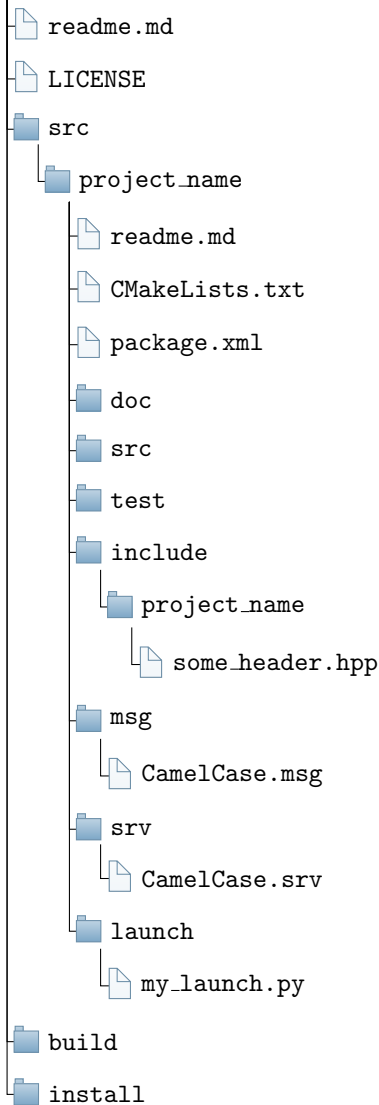 readme.md
LICENSE
src
project_name
readme.md
CMakeLists.txt
package.xml
doc
src
test
include
project_name
some_header.hpp
msg
CamelCase.msg
srv
CamelCase.srv
launch
my_launch.py
build
install